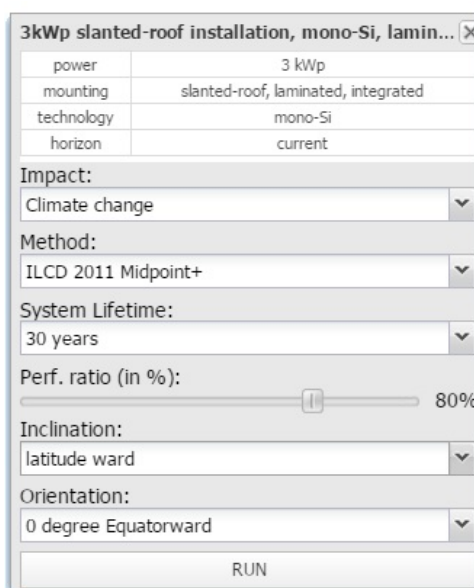 3kWp slanted-roof installation, mono-Si, lamin...
power 3 kWp
mounting slanted-roof, laminated, integrated
technology mono-Si
horizon current
Impact:
Climate change
Method:
ILCD 2011 Midpoint+
System Lifetime:
30 years
Perf. ratio (in %):
80%
Inclination:
latitude ward
Orientation:
0 degree Equatorward
RUN